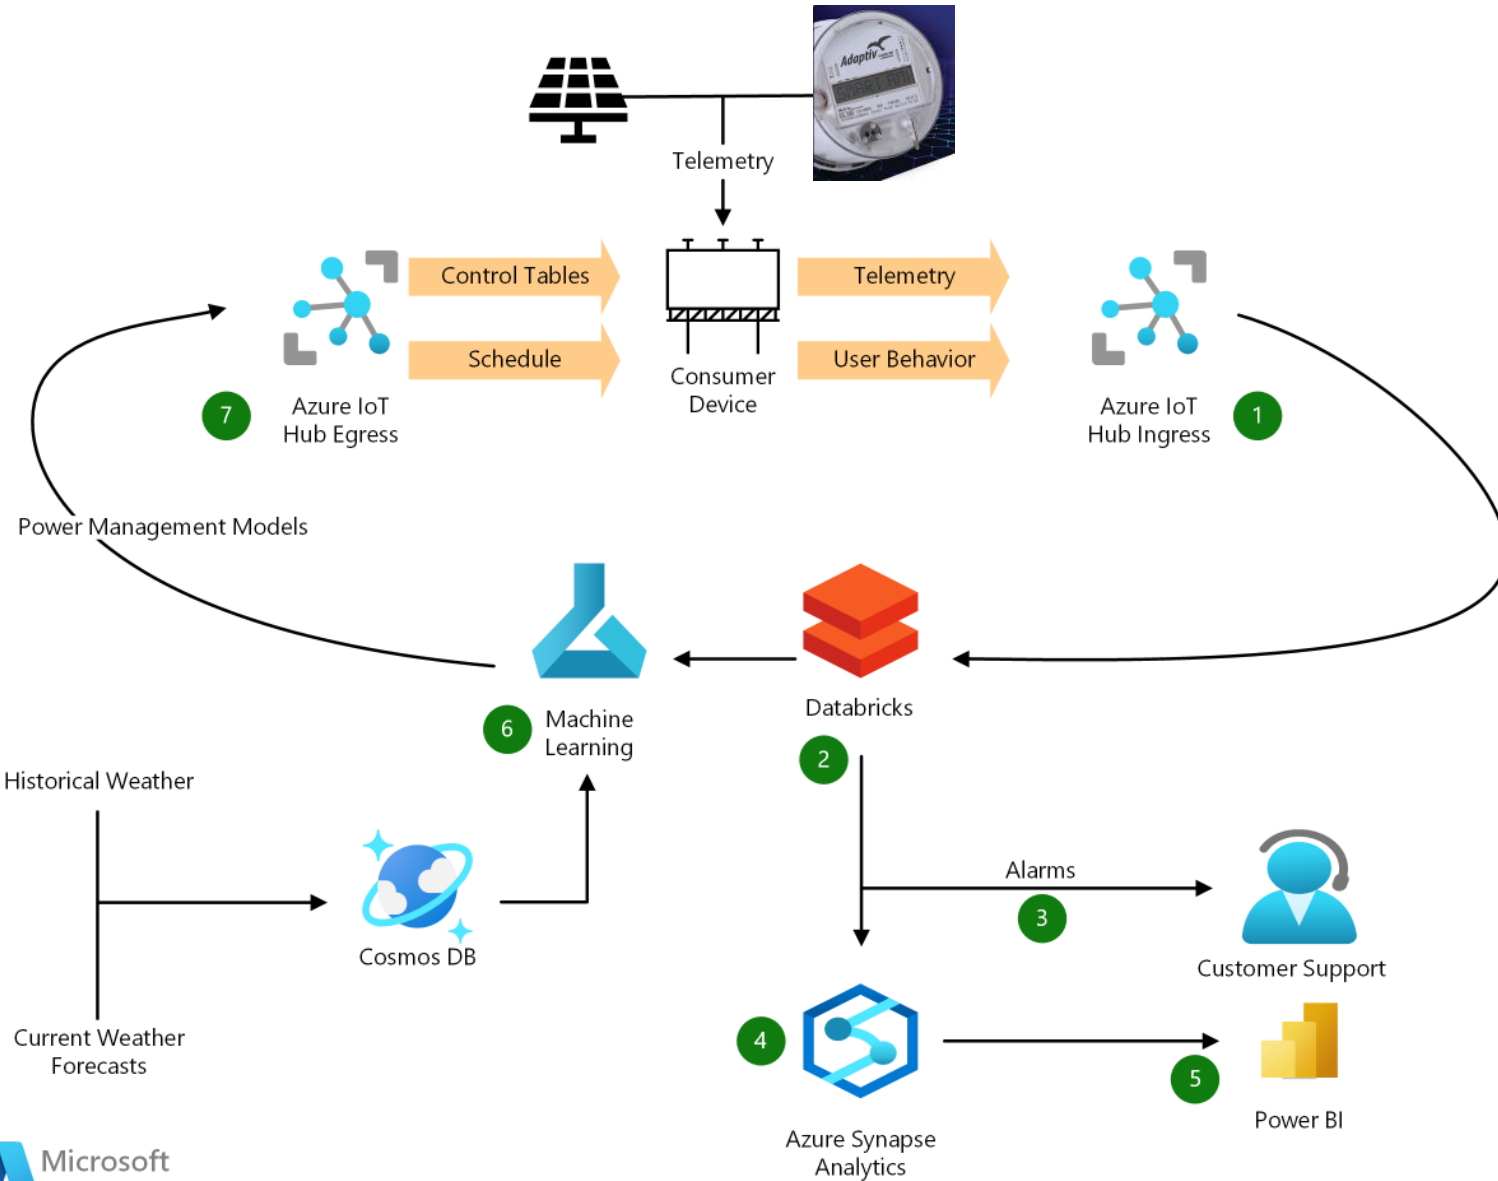 Adaptiv
SMART AMI
Telemetry
Control Tables
Telemetry
Schedule
User Behavior
Consumer
Device
Azure IoT
Hub Egress
7
Azure IoT
Hub Ingress
1
Power Management Models
Machine
Learning
6
Databricks
2
Historical Weather
Current Weather
Forecasts
Cosmos DB
Alarms
3
Customer Support
4
Azure Synapse
Analytics
5
Power BI
Microsoft